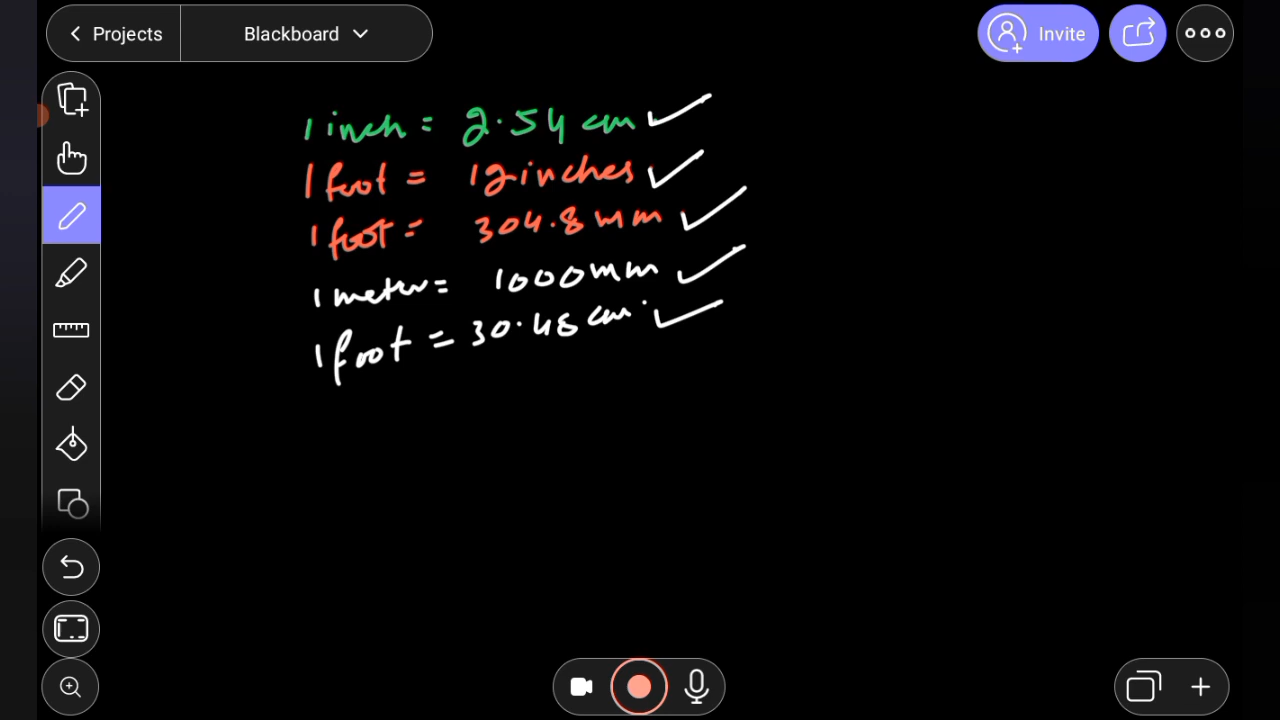 Projects
Blackboard
Invite
1 inch = 2.54 cm
1 foot = 12 inches
1 foot = 304.8 mm
1 meter = 1000 mm
1 foot = 30.48 cm